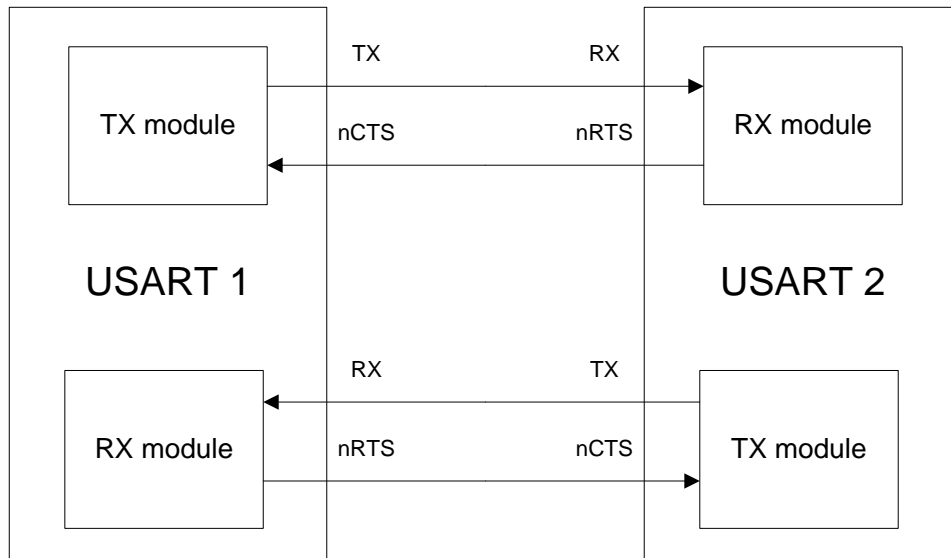 TX RX
TX module RX module
nCTS nRTS
USART 1 USART 2
RX TX
RX module TX module
nRTS nCTS